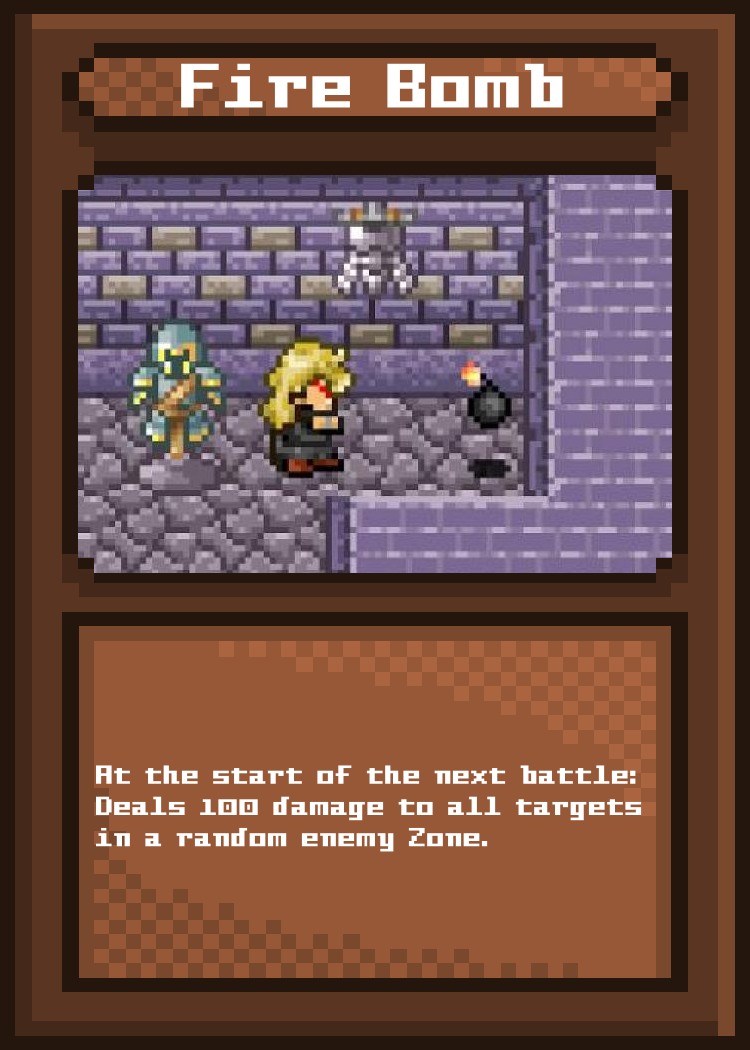 Fire Bomb
At the start of the next battle:
Deals 100 damage to all targets
in a random enemy Zone.